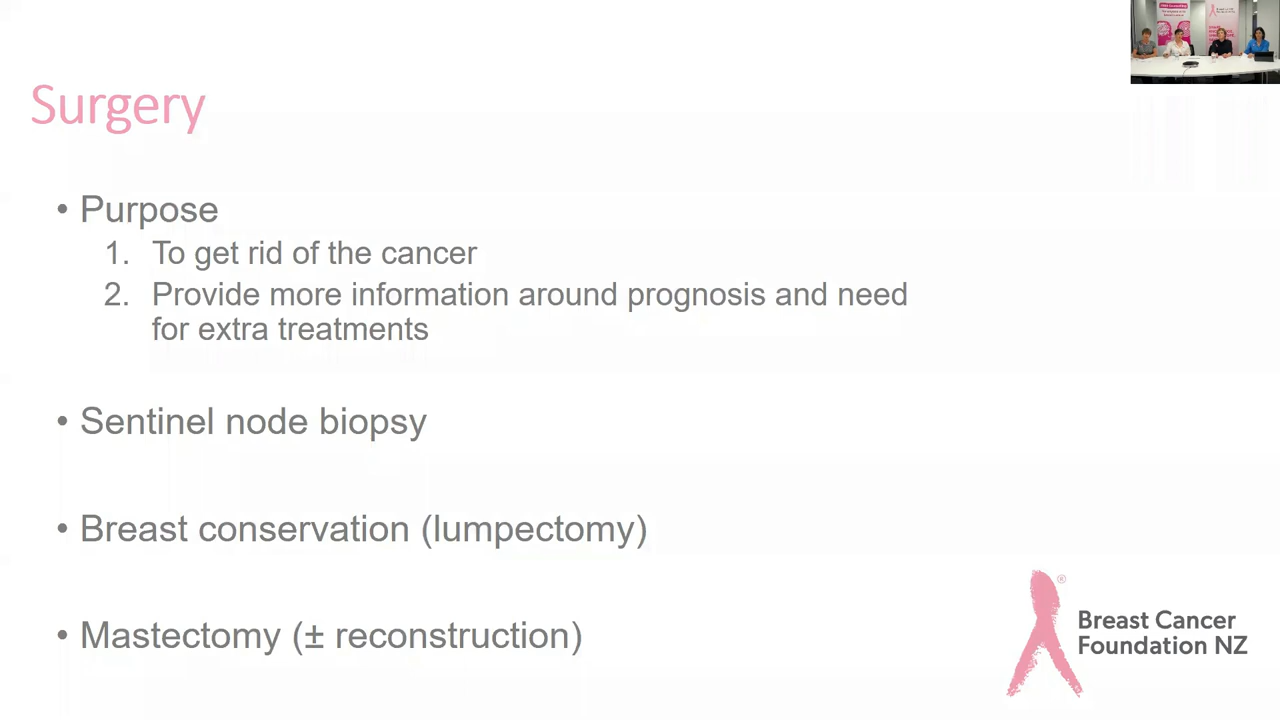 Surgery
• Purpose
1. To get rid of the cancer
2. Provide more information around prognosis and need
for extra treatments
• Sentinel node biopsy
• Breast conservation (lumpectomy)
• Mastectomy (± reconstruction)
®
Breast Cancer
Foundation NZ